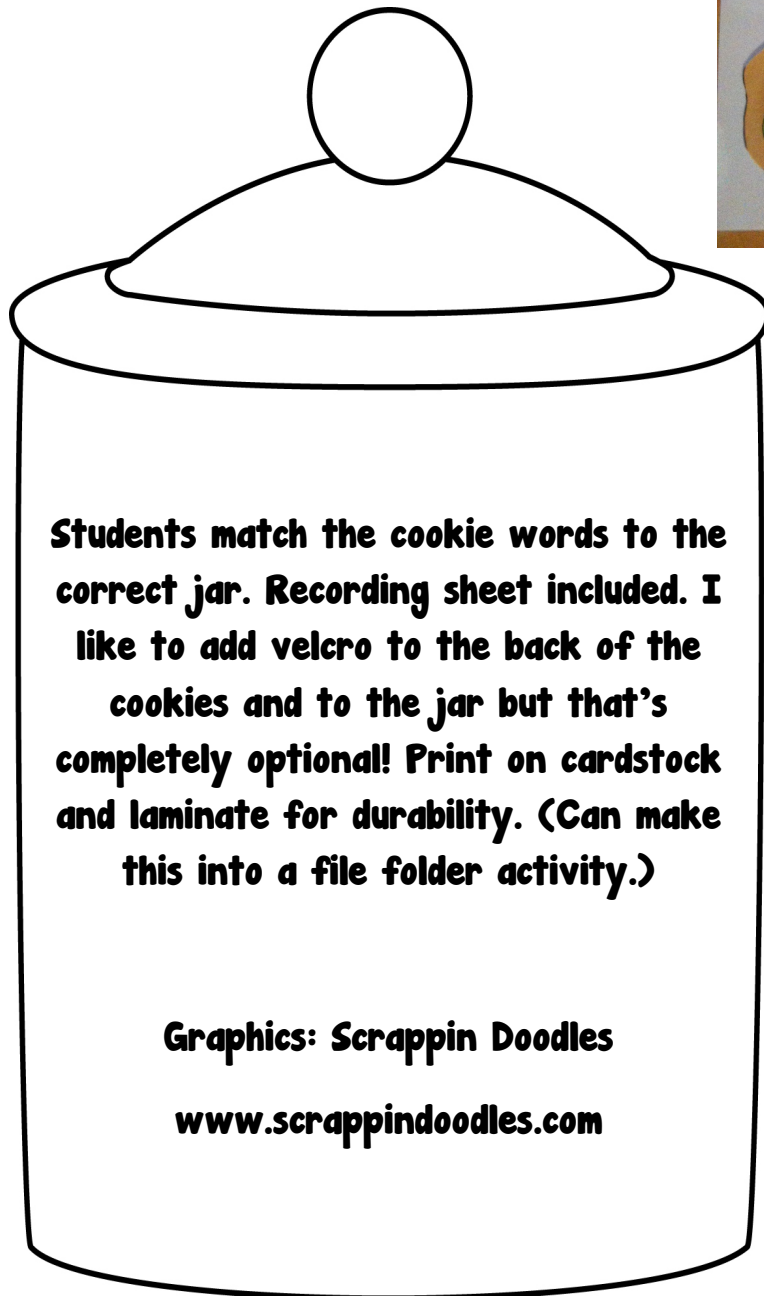 Students match the cookie words to the
correct jar. Recording sheet included. I
like to add velcro to the back of the
cookies and to the jar but that’s
completely optional! Print on cardstock
and laminate for durability. (Can make
this into a file folder activity.)
Graphics: Scrappin Doodles
www.scrappindoodles.com